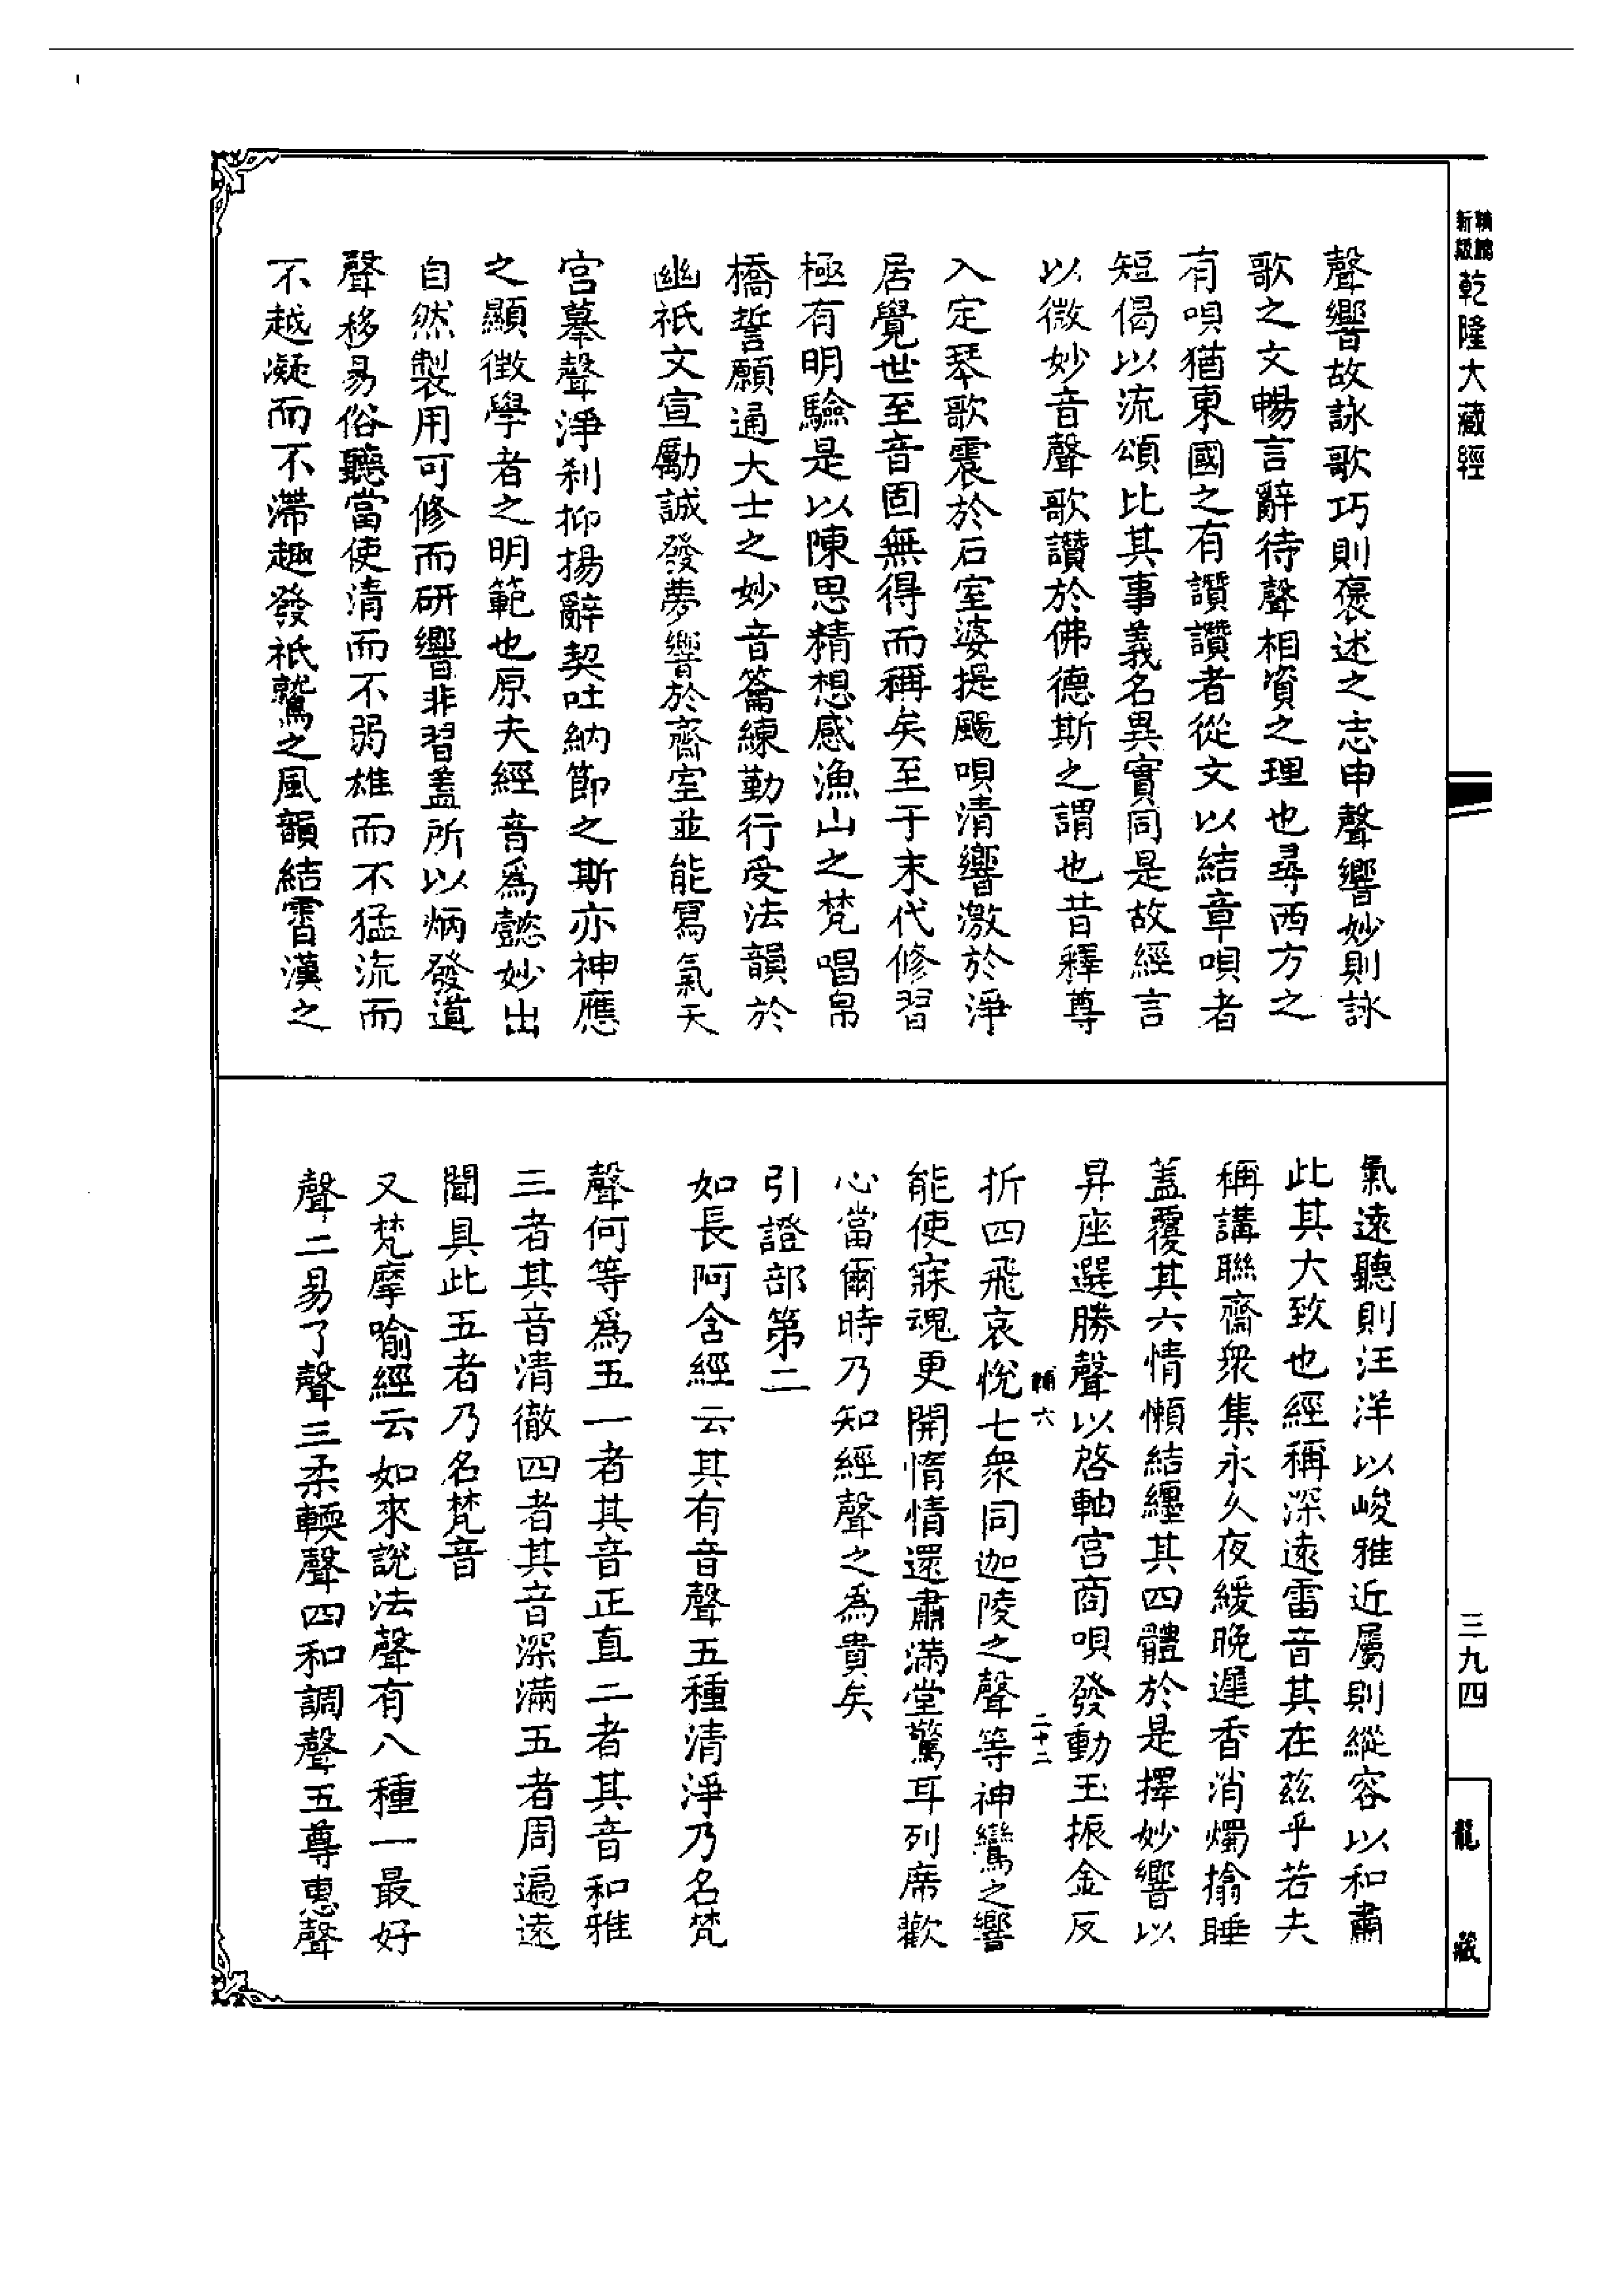 乾隆大藏經
聲響故詠歌巧則褒述之志申聲響妙則詠
歌之文暢言辭待聲相資之理也尋西方之
有唄猶東國之有讚讚者從文以結章唄者
短偈以流頌比其事義名異實同是故經言
以微妙音聲歌讚於佛德斯之謂也昔釋尊
入定琴歌震於石室婆提颺唄清響激於淨
居覺世至音固無得而稱矣至于末代修習
極有明驗是以陳思精想感漁山之梵唱帛
橋誓願通大士之妙音籥練勤行受法韻於
幽祇文宣勵誠發夢響於齋室並能寫氣天
宮摹聲淨刹抑揚辭契吐納節之斯亦神應
之顯徵學者之明範也原夫經音為懿妙出
自然製用可修而研響非習蓋所以炳發道
聲移易俗聽當使清而不弱雄而不猛流而
不越凝而不滯趣發祇鷲之風韻結霄漢之
氣遠聽則汪洋以峻雅近屬則縱容以和肅
此其大致也經稱深遠雷音其在茲乎若夫
稱講聯齋衆集永久夜緩晚遲香消燭揜睡
蓋覆其六情懶結纏其四體於是擇妙響以
昇座選勝聲以啓軸宮商唄發動玉振金反
輔六
二十二
折四飛哀悅七衆同迦陵之聲等神鸞之響
能使寐魂更開惰情還肅滿堂驚耳列席歡
心當爾時乃知經聲之為貴矣
引證部第二
如長阿含經云其有音聲五種清淨乃名梵
聲何等為五一者其音正直二者其音和雅
三者其音清徹四者其音深滿五者周遍遠
聞具此五者乃名梵音
又梵摩喻經云如來說法聲有八種一最好
聲二易了聲三柔輭聲四和調聲五尊惠聲
三九四
龍藏